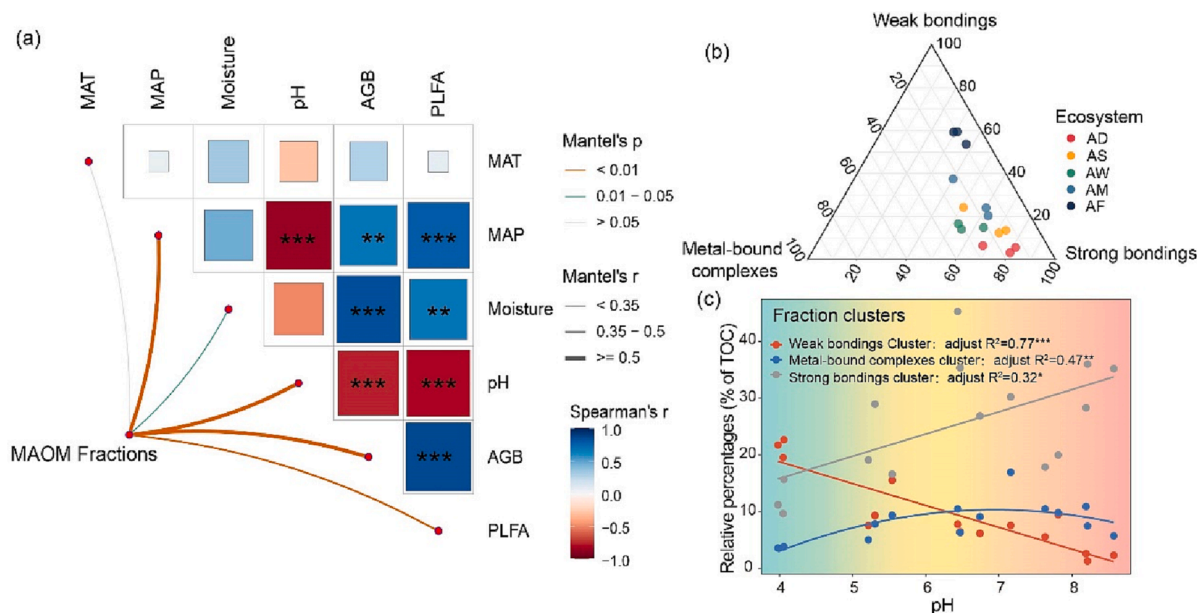 (a)
MAT
MAP
Moisture
pH
AGB
PLFA
MAT
MAP
Moisture
pH
AGB
PLFA
*** ** ***
*** **
*** ***
***
MAOM Fractions
Mantel's p
< 0.01
0.01 − 0.05
> 0.05
Mantel's r
< 0.35
0.35 − 0.5
>= 0.5
Spearman's r
1.0
0.5
0.0
−0.5
−1.0
(b)
Weak bondings
100
20
80
40
60
60
40
80
20
100
Metal-bound
complexes
Strong bondings
20
40
60
80
100
Ecosystem
AD
AS
AW
AM
AF
(c)
Fraction clusters
Weak bondings Cluster: adjust R²=0.77***
Metal-bound complexes cluster: adjust R²=0.47**
Strong bondings cluster: adjust R²=0.32*
Relative percentages (% of TOC)
40
30
20
10
0
4
5
6
7
8
pH